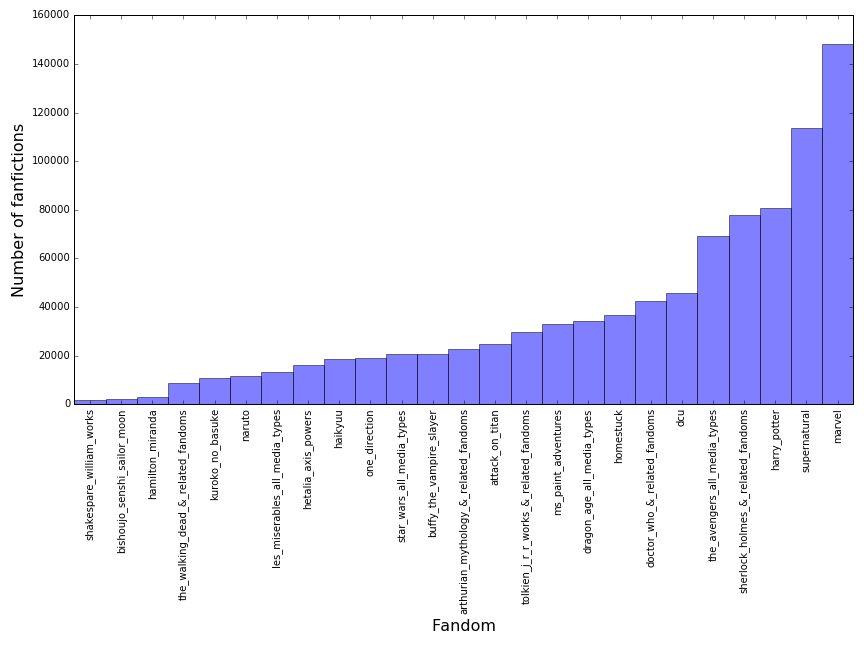 160000
140000
120000
100000
80000
60000
40000
20000
0
Number of fanfictions
shakespare_william_works
bishoujo_senshi_sailor_moon
hamilton_miranda
the_walking_dead_&_related_fandoms
kuroko_no_basuke
naruto
les_miserables_all_media_types
hetalia_axis_powers
haikyuu
one_direction
star_wars_all_media_types
buffy_the_vampire_slayer
arthurian_mythology_&_related_fandoms
attack_on_titan
tolkien_j_r_r_works_&_related_fandoms
ms_paint_adventures
dragon_age_all_media_types
homestuck
doctor_who_&_related_fandoms
dcu
the_avengers_all_media_types
sherlock_holmes_&_related_fandoms
harry_potter
supernatural
marvel
Fandom